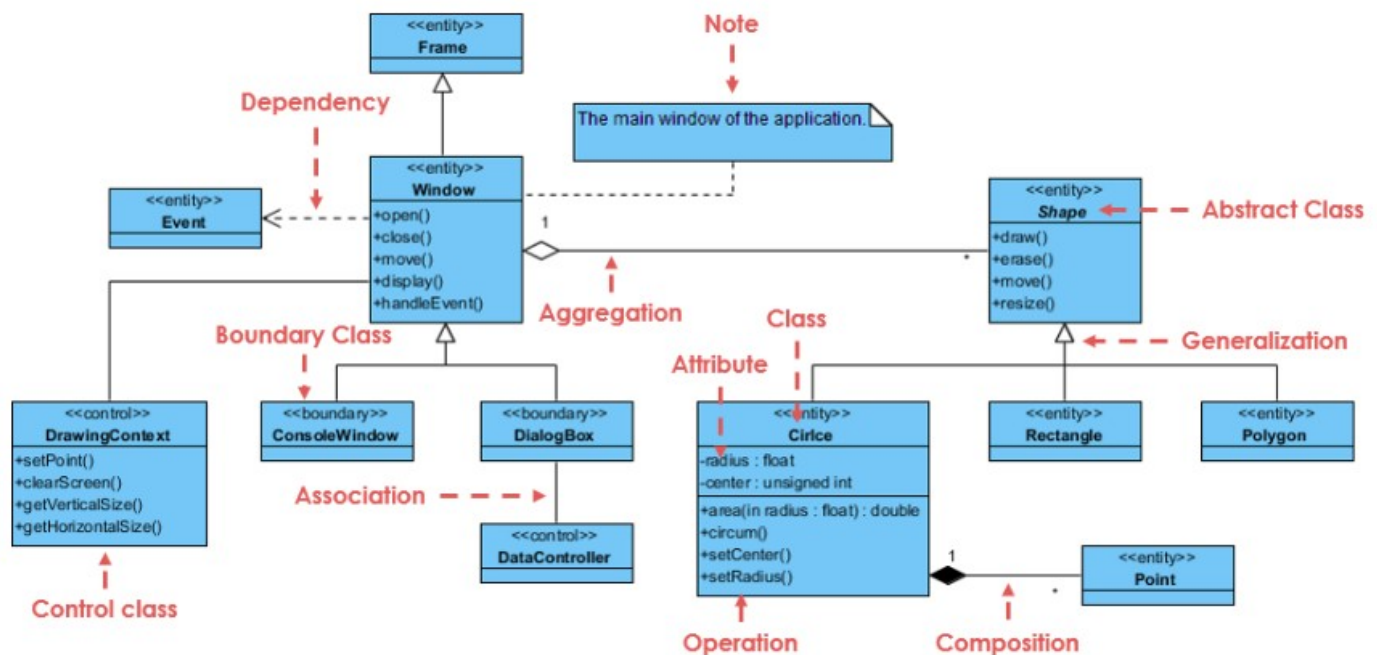 <<entity>>
Frame
Note
Dependency
The main window of the application.
<<entity>>
Window
+open()
+close()
+move()
+display()
+handleEvent()
<<entity>>
Event
1
*
Aggregation
<<entity>>
Shape
+draw()
+erase()
+move()
+resize()
Abstract Class
Generalization
Boundary Class
Class
Attribute
<<control>>
DrawingContext
+setPoint()
+clearScreen()
+getVerticalSize()
+getHorizontalSize()
Control class
<<boundary>>
ConsoleWindow
<<boundary>>
DialogBox
Association
<<control>>
DataController
<<entity>>
Cirlce
-radius : float
-center : unsigned int
+area(in radius : float) : double
+circum()
+setCenter()
+setRadius()
Operation
<<entity>>
Rectangle
<<entity>>
Polygon
1
*
Composition
<<entity>>
Point